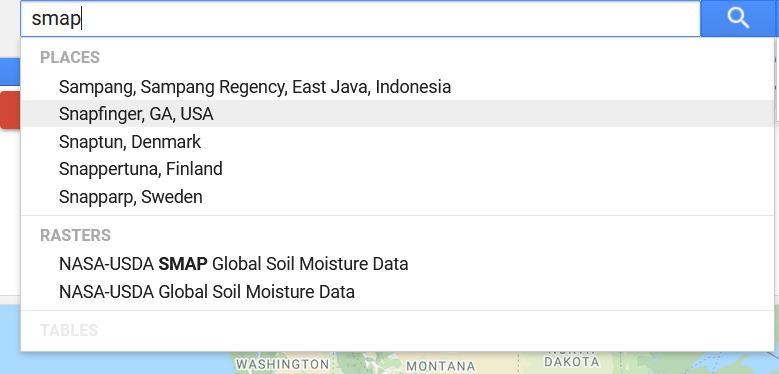 smap
PLACES
Sampang, Sampang Regency, East Java, Indonesia
Snapfinger, GA, USA
Snaptun, Denmark
Snappertuna, Finland
Snapparp, Sweden
RASTERS
NASA-USDA SMAP Global Soil Moisture Data
NASA-USDA Global Soil Moisture Data
TABLES
WASHINGTON
MONTANA
NORTH
DAKOTA